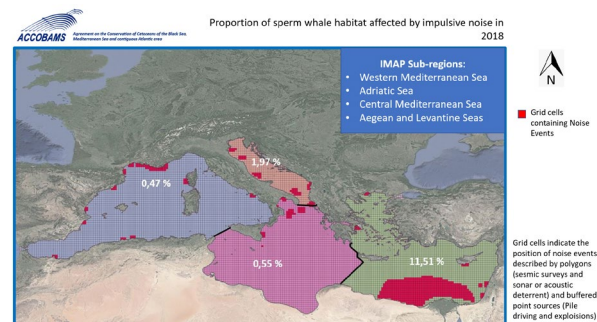 Proportion of sperm whale habitat affected by impulsive noise in
2018
ACCOBAMS
Agreement on the Conservation of Cetaceans of the Black Sea,
Mediterranean Sea and contiguous Atlantic area
IMAP Sub-regions:
• Western Mediterranean Sea
• Adriatic Sea
• Central Mediterranean Sea
• Aegean and Levantine Seas
N
Grid cells
containing Noise
Events
1,97 %
0,47 %
0,55 %
11,51 %
Grid cells indicate the
position of noise events
described by polygons
(sesmic surveys and
sonar or acoustic
deterrent) and buffered
point sources (Pile
driving and exploisions)